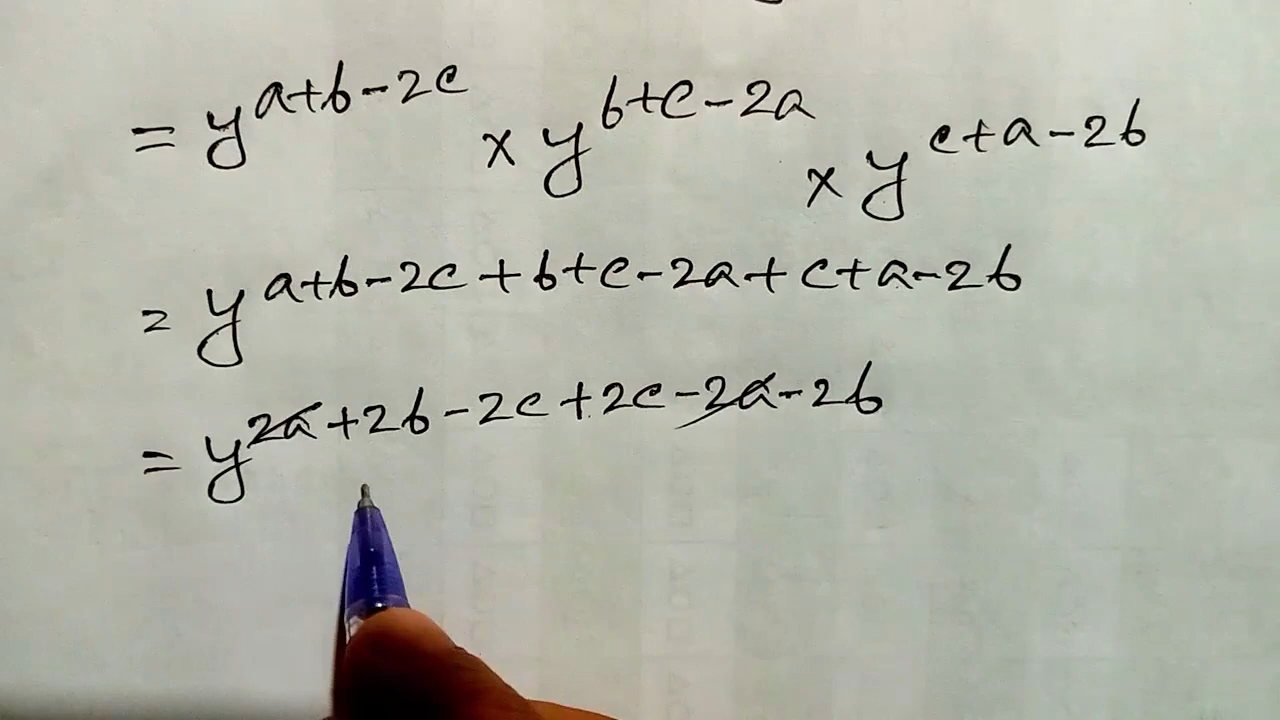 = y^{a+b-2c} × y^{b+c-2a} × y^{c+a-2b}
= y^{a+b-2c+b+c-2a+c+a-2b}
= y^{2a+2b-2c+2c-2a-2b}